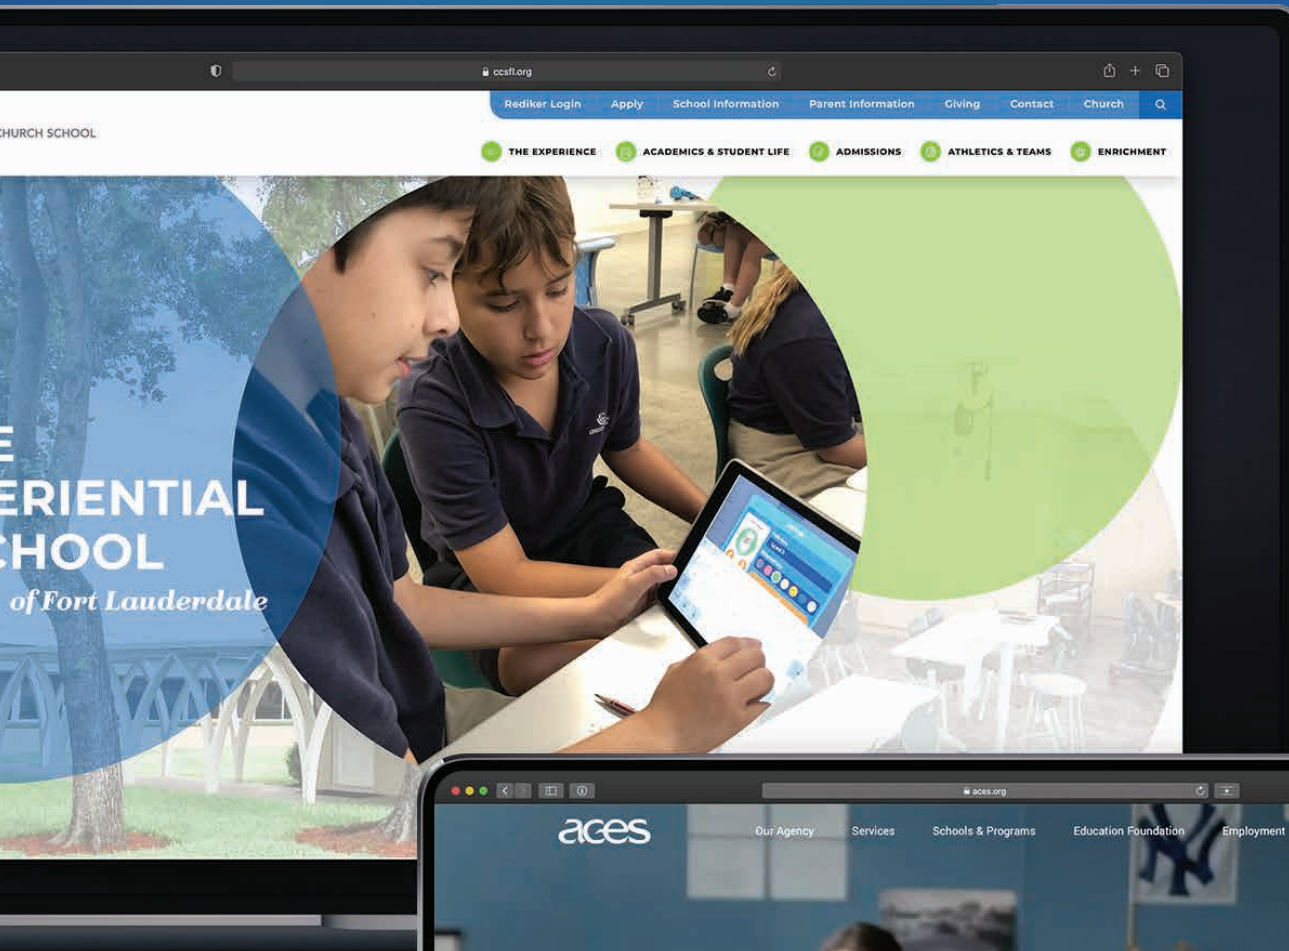 ccsfl.org
Rediker Login Apply School Information Parent Information Giving Contact Church
CHURCH SCHOOL
THE EXPERIENCE ACADEMICS & STUDENT LIFE ADMISSIONS ATHLETICS & TEAMS ENRICHMENT
E
ERIENTIAL
CHOOL
of Fort Lauderdale
aces.org
aces
Our Agency Services Schools & Programs Education Foundation Employment
NY